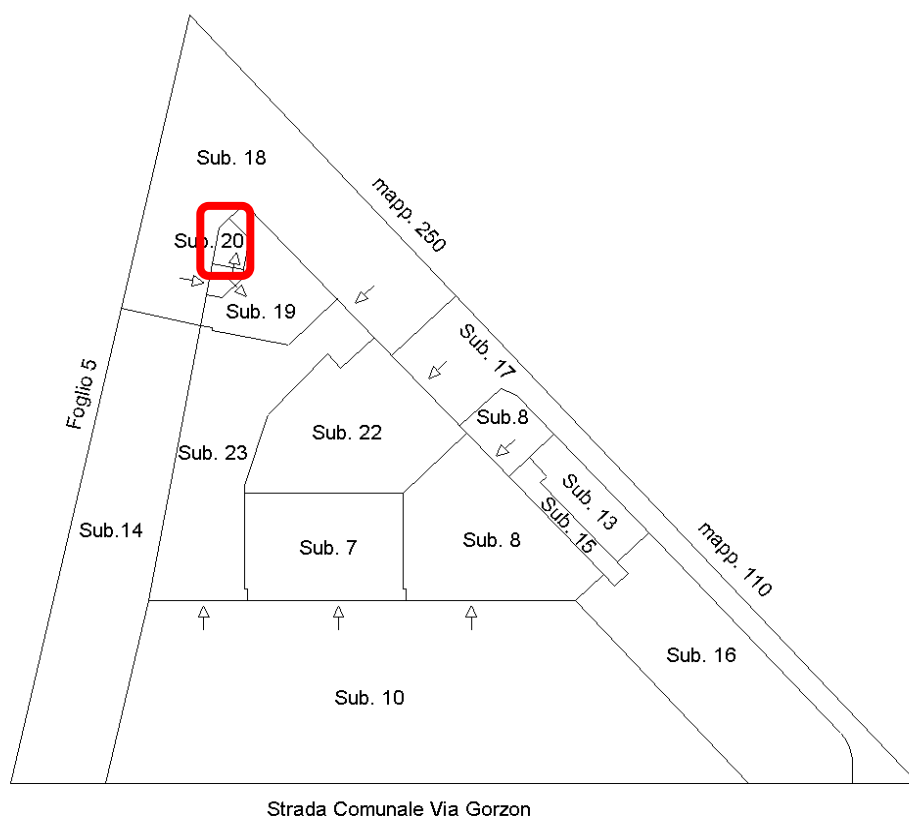 Sub. 18
mapp. 250
Sub. 20
Sub. 19
Sub. 17
Foglio 5
Sub.8
Sub. 22
Sub. 23
Sub. 13
Sub. 15
Sub.14
Sub. 7
Sub. 8
mapp. 110
Sub. 16
Sub. 10
Strada Comunale Via Gorzon